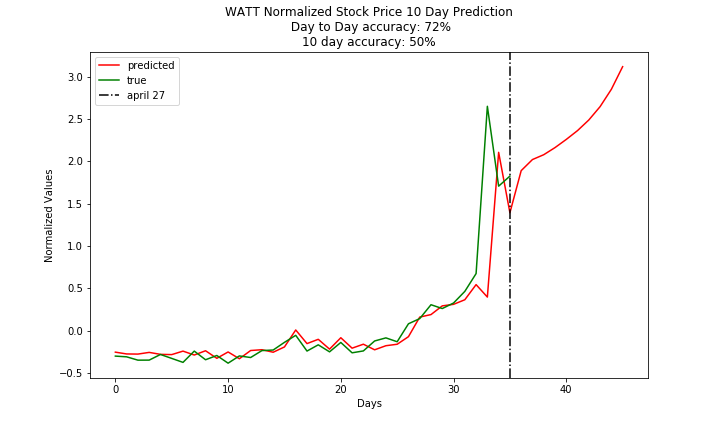 WATT Normalized Stock Price 10 Day Prediction
Day to Day accuracy: 72%
10 day accuracy: 50%
predicted
true
april 27
3.0
2.5
2.0
1.5
1.0
0.5
0.0
−0.5
Normalized Values
0
10
20
30
40
Days